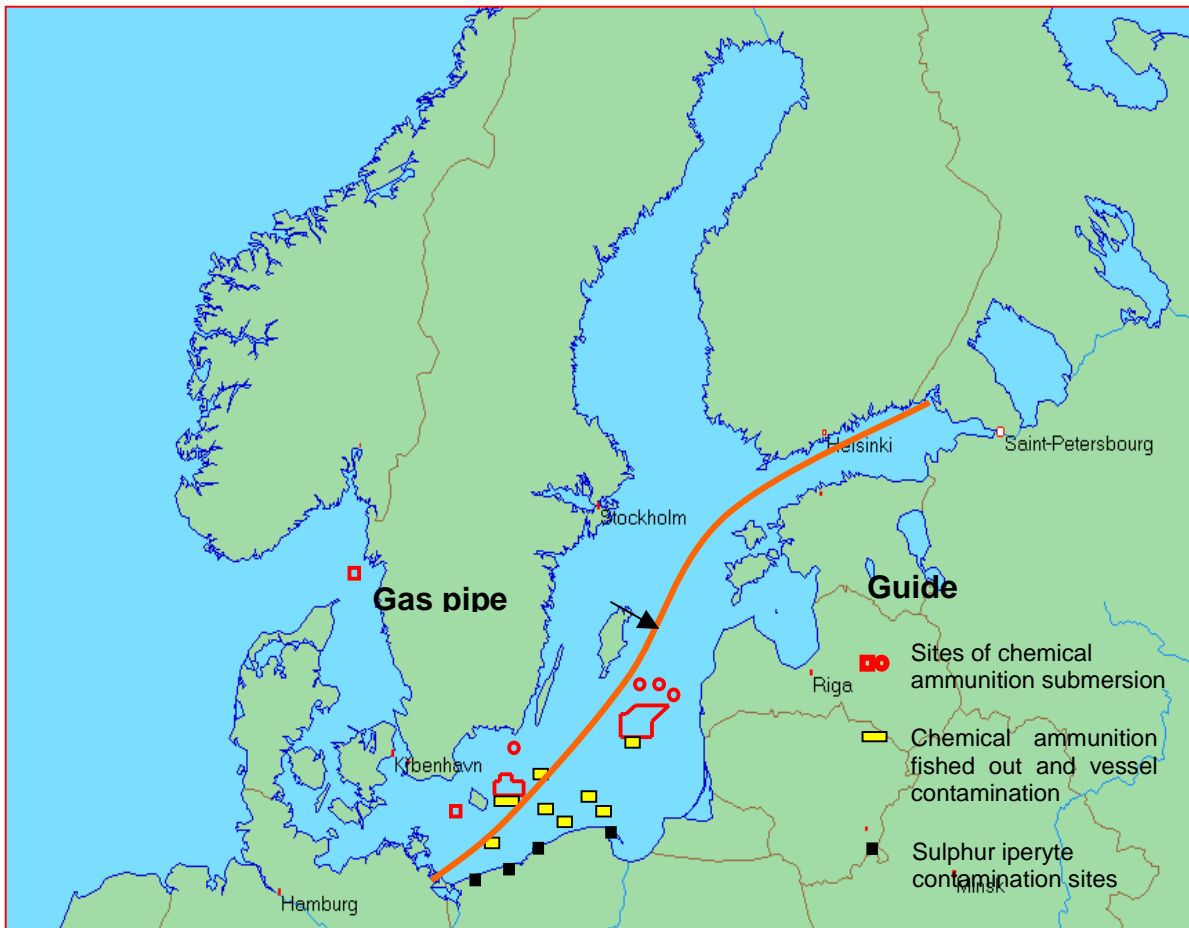 Helsinki
Saint-Petersbourg
Stockholm
Gas pipe
Guide
Sites of chemical
ammunition submersion
Riga
Chemical ammunition
fished out and vessel
contamination
Krbenhavn
Sulphur iperyte
contamination sites
Minsk
Hamburg